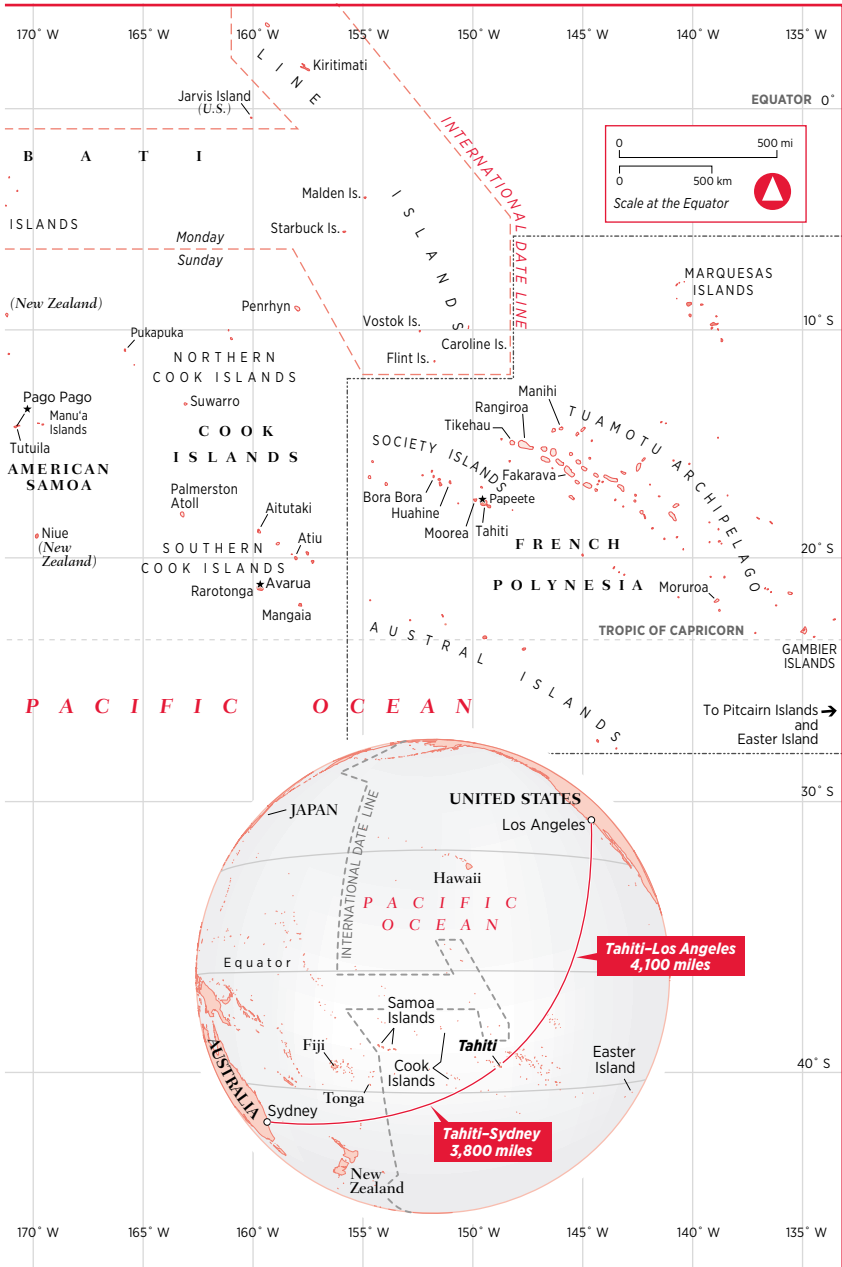 170° W 165° W 160° W 155° W 150° W 145° W 140° W 135° W
LINE
Kiritimati
Jarvis Island
(U.S.)
EQUATOR 0°
INTERNATIONAL DATE LINE
0 500 mi
0 500 km
Scale at the Equator
BATI
ISLANDS
Malden Is.
ISLANDS
Starbuck Is.
Monday
Sunday
MARQUESAS
ISLANDS
(New Zealand)
Penrhyn
Vostok Is.
10° S
Pukapuka
Caroline Is.
Flint Is.
NORTHERN
COOK ISLANDS
Pago Pago
Manu'a
Islands
Tutuila
AMERICAN
SAMOA
Suwarro
COOK
ISLANDS
Manihi
Rangiroa
Tikehau
TUAMOTU ARCHIPELAGO
SOCIETY ISLANDS
Fakarava
Bora Bora
Huahine
Papeete
Moorea
Tahiti
Palmerston
Atoll
Aitutaki
Niue
(New
Zealand)
Atiu
SOUTHERN
COOK ISLANDS
FRENCH
POLYNESIA
20° S
Avarua
Rarotonga
Mangaia
Moruroa
AUSTRAL ISLANDS
TROPIC OF CAPRICORN
GAMBIER
ISLANDS
PACIFIC OCEAN
To Pitcairn Islands
and
Easter Island
30° S
JAPAN
INTERNATIONAL DATE LINE
UNITED STATES
Los Angeles
Hawaii
PACIFIC
OCEAN
Equator
Tahiti–Los Angeles
4,100 miles
Samoa
Islands
Fiji
Tahiti
Cook
Islands
Easter
Island
Tonga
40° S
AUSTRALIA
Sydney
Tahiti–Sydney
3,800 miles
New
Zealand
170° W 165° W 160° W 155° W 150° W 145° W 140° W 135° W